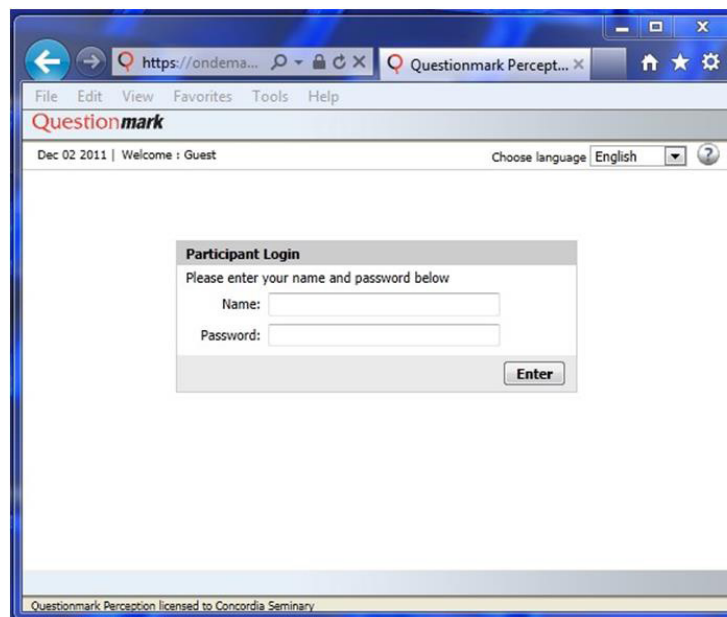 https://ondema...
Questionmark Percept...
File Edit View Favorites Tools Help
Questionmark
Dec 02 2011 | Welcome : Guest
Choose language English
Participant Login
Please enter your name and password below
Name:
Password:
Enter
Questionmark Perception licensed to Concordia Seminary